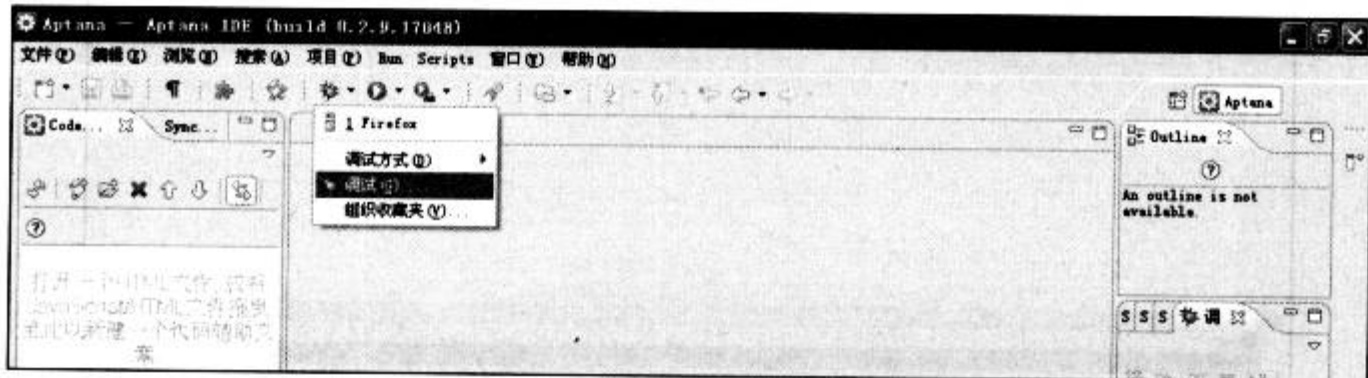 Aptana — Aptana IDE (build 0.2.9.17048)
文件(F) 编辑(E) 浏览(N) 搜索(A) 项目(P) Run Scripts 窗口(W) 帮助(H)
Aptana
Code... Sync...
1 Firefox
调试方式(D)
调试
组织收藏夹(V)...
Outline
An outline is not
available.
S S S 调